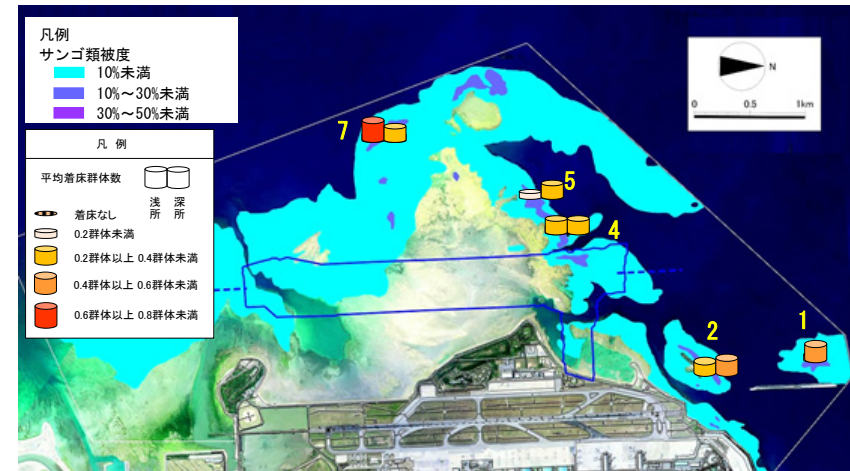 凡例
サンゴ類被度
10%未満
10%～30%未満
30%～50%未満
凡 例
平均着床群体数
浅所
深所
着床なし
0.2群体未満
0.2群体以上 0.4群体未満
0.4群体以上 0.6群体未満
0.6群体以上 0.8群体未満
N
0 0.5 1km
7
5
4
2
1